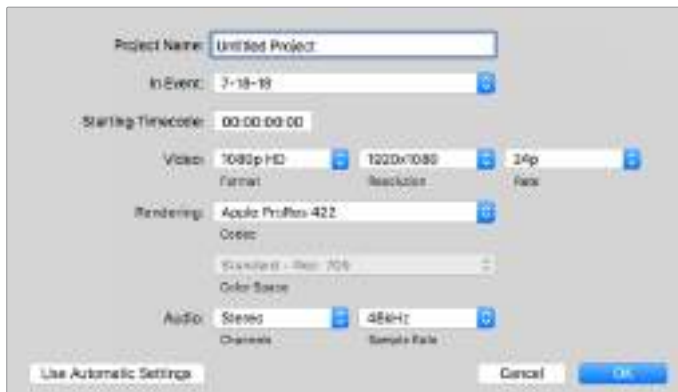 Project Name: Untitled Project
In Event: 7-18-18
Starting Timecode: 00:00:00:00
Video: 1080p HD 1920x1080 24p
Format Resolution Rate
Rendering: Apple ProRes 422
Codec
Standard - Rec. 709
Color Space
Audio: Stereo 48kHz
Channels Sample Rate
Use Automatic Settings Cancel OK